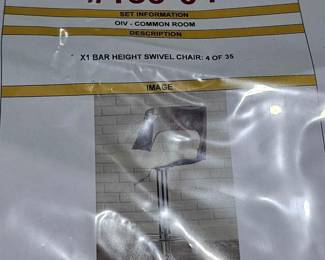 SET INFORMATION
OIV - COMMON ROOM
DESCRIPTION
X1 BAR HEIGHT SWIVEL CHAIR: 4 OF 35
IMAGE